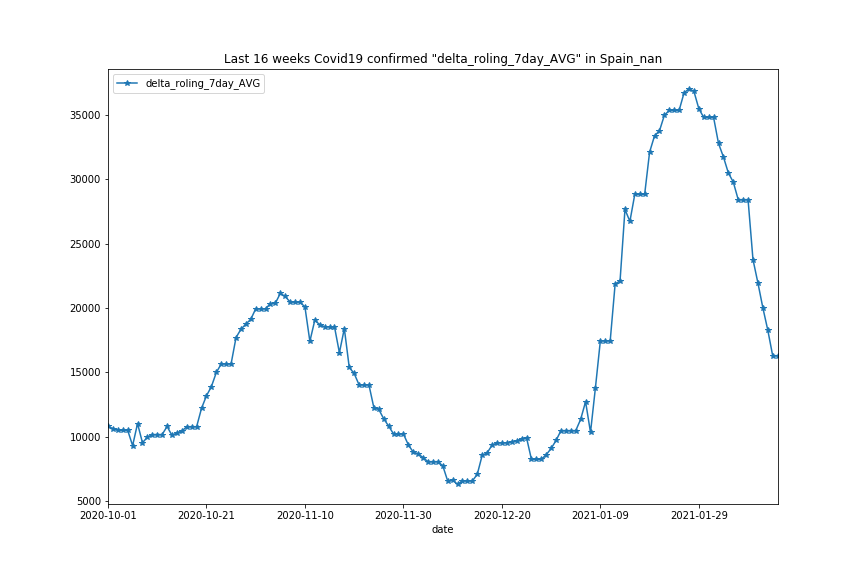 Last 16 weeks Covid19 confirmed "delta_roling_7day_AVG" in Spain_nan
delta_roling_7day_AVG
35000
30000
25000
20000
15000
10000
5000
2020-10-01 2020-10-21 2020-11-10 2020-11-30 2020-12-20 2021-01-09 2021-01-29
date